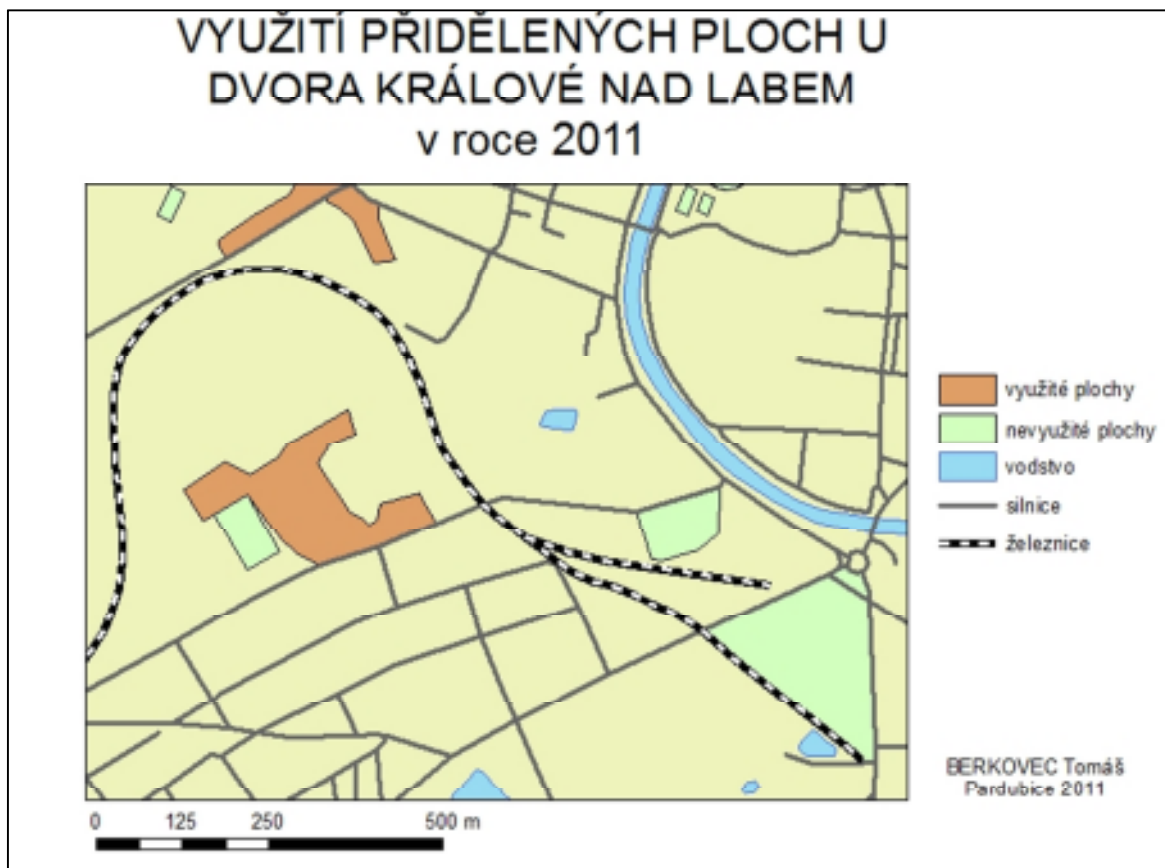 VYUŽITÍ PŘIDĚLENÝCH PLOCH U
DVORA KRÁLOVÉ NAD LABEM
v roce 2011
využité plochy
nevyužité plochy
vodstvo
silnice
železnice
BERKOVEC Tomáš
Pardubice 2011
0 125 250 500 m